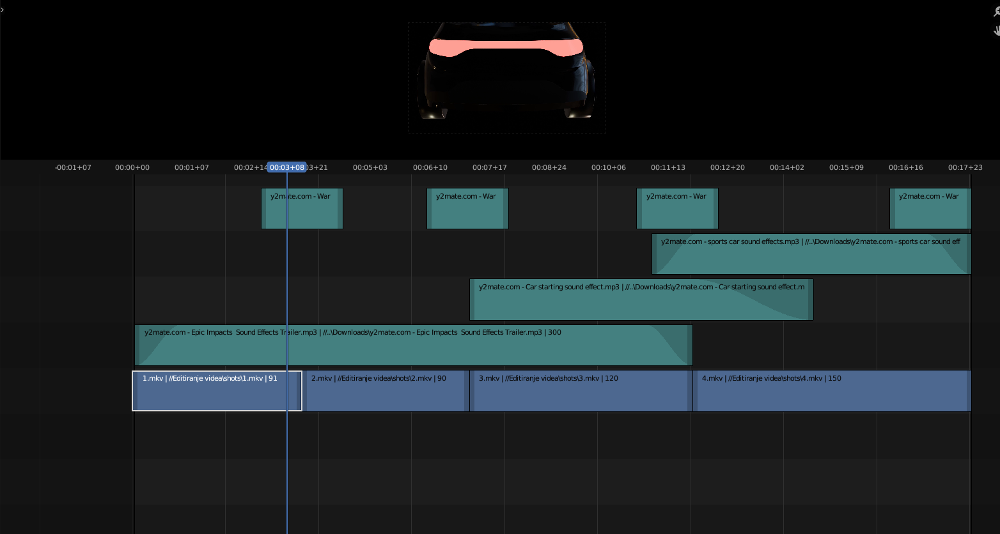 -00:01+07 00:00+00 00:01+07 00:02+14 00:03+08 03+21 00:05+03 00:06+10 00:07+17 00:08+24 00:10+06 00:11+13 00:12+20 00:14+02 00:15+09 00:16+16 00:17+23
y2mate.com - War y2mate.com - War y2mate.com - War y2mate.com - War
y2mate.com - sports car sound effects.mp3 | //..\Downloads\y2mate.com - sports car sound eff
y2mate.com - Car starting sound effect.mp3 | //..\Downloads\y2mate.com - Car starting sound effect.m
y2mate.com - Epic Impacts  Sound Effects Trailer.mp3 | //..\Downloads\y2mate.com - Epic Impacts  Sound Effects Trailer.mp3 | 300
1.mkv | //Editiranje videa\shots\1.mkv | 91 2.mkv | //Editiranje videa\shots\2.mkv | 90 3.mkv | //Editiranje videa\shots\3.mkv | 120 4.mkv | //Editiranje videa\shots\4.mkv | 150